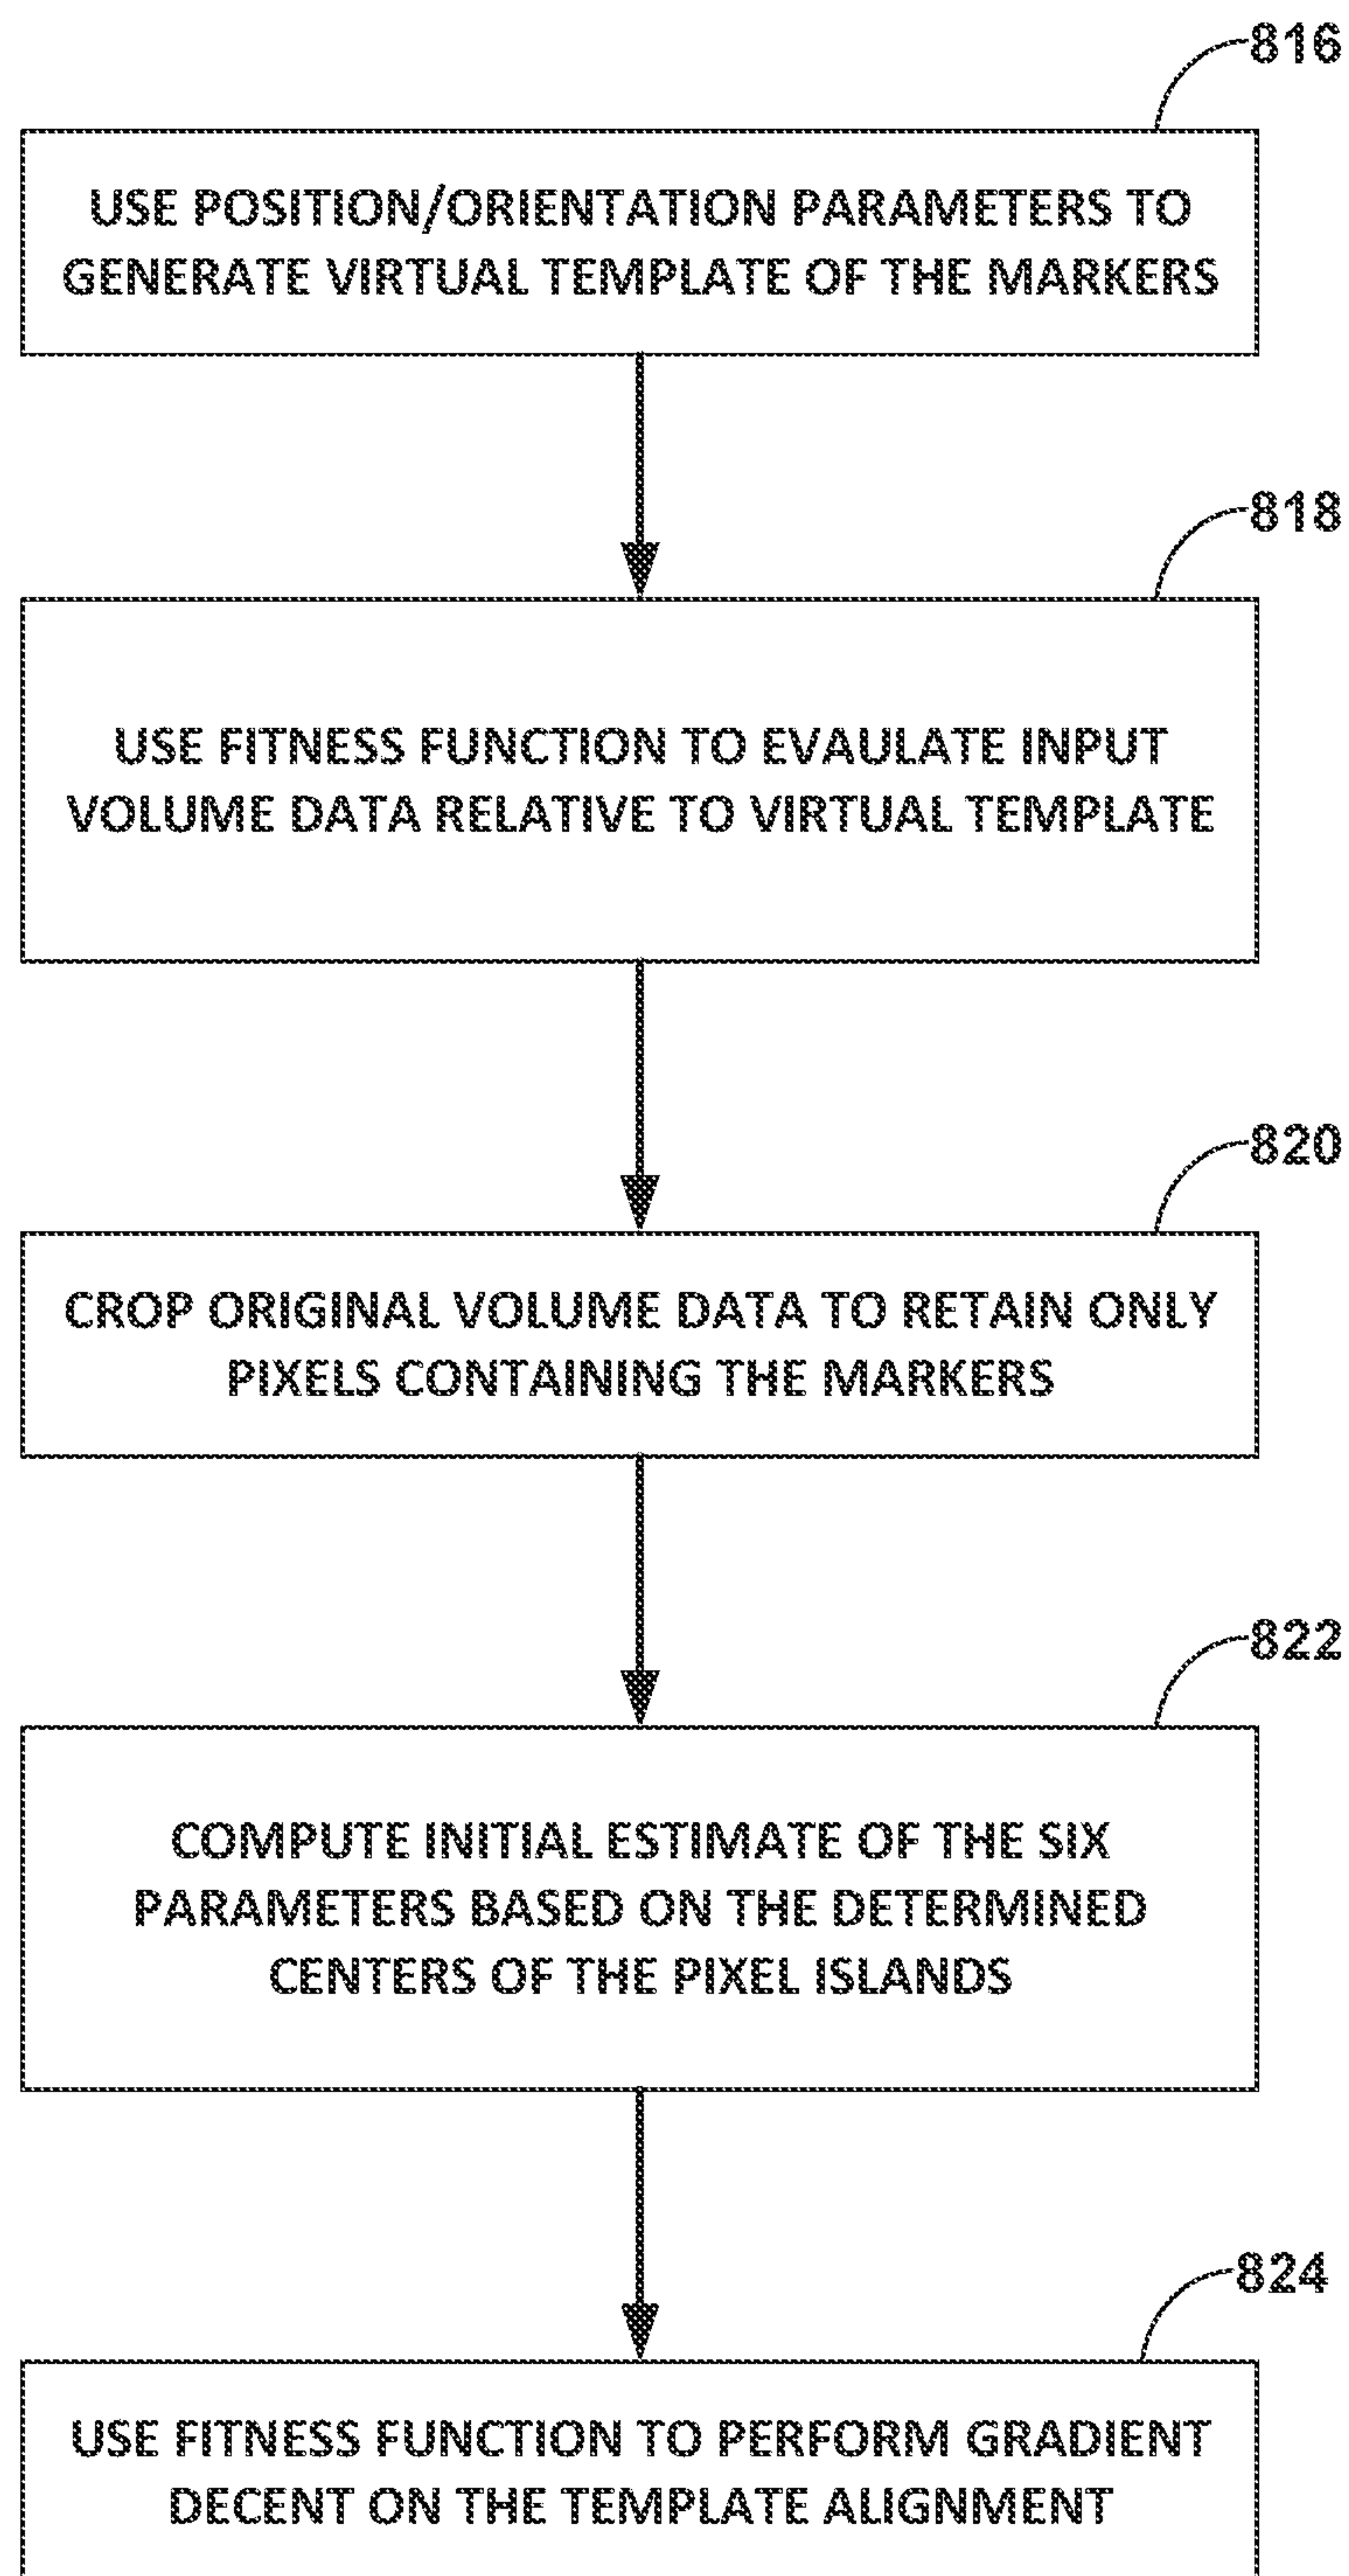 816
USE POSITION/ORIENTATION PARAMETERS TO
GENERATE VIRTUAL TEMPLATE OF THE MARKERS
818
USE FITNESS FUNCTION TO EVAULATE INPUT
VOLUME DATA RELATIVE TO VIRTUAL TEMPLATE
820
CROP ORIGINAL VOLUME DATA TO RETAIN ONLY
PIXELS CONTAINING THE MARKERS
822
COMPUTE INITIAL ESTIMATE OF THE SIX
PARAMETERS BASED ON THE DETERMINED
CENTERS OF THE PIXEL ISLANDS
824
USE FITNESS FUNCTION TO PERFORM GRADIENT
DECENT ON THE TEMPLATE ALIGNMENT